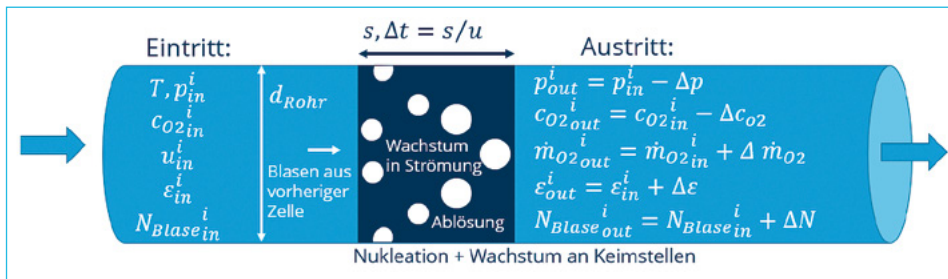 s, Δt = s/u
Eintritt:
T, p_in^i
c_O2_in^i
u_in^i
ε_in^i
N_Blase_in^i
d_Rohr
Blasen aus
vorheriger
Zelle
Wachstum
in Strömung
Ablösung
Austritt:
p_out^i = p_in^i − Δp
c_O2_out^i = c_O2_in^i − Δc_o2
ṁ_O2_out^i = ṁ_O2_in^i + Δ ṁ_O2
ε_out^i = ε_in^i + Δε
N_Blase_out^i = N_Blase_in^i + ΔN
Nukleation + Wachstum an Keimstellen